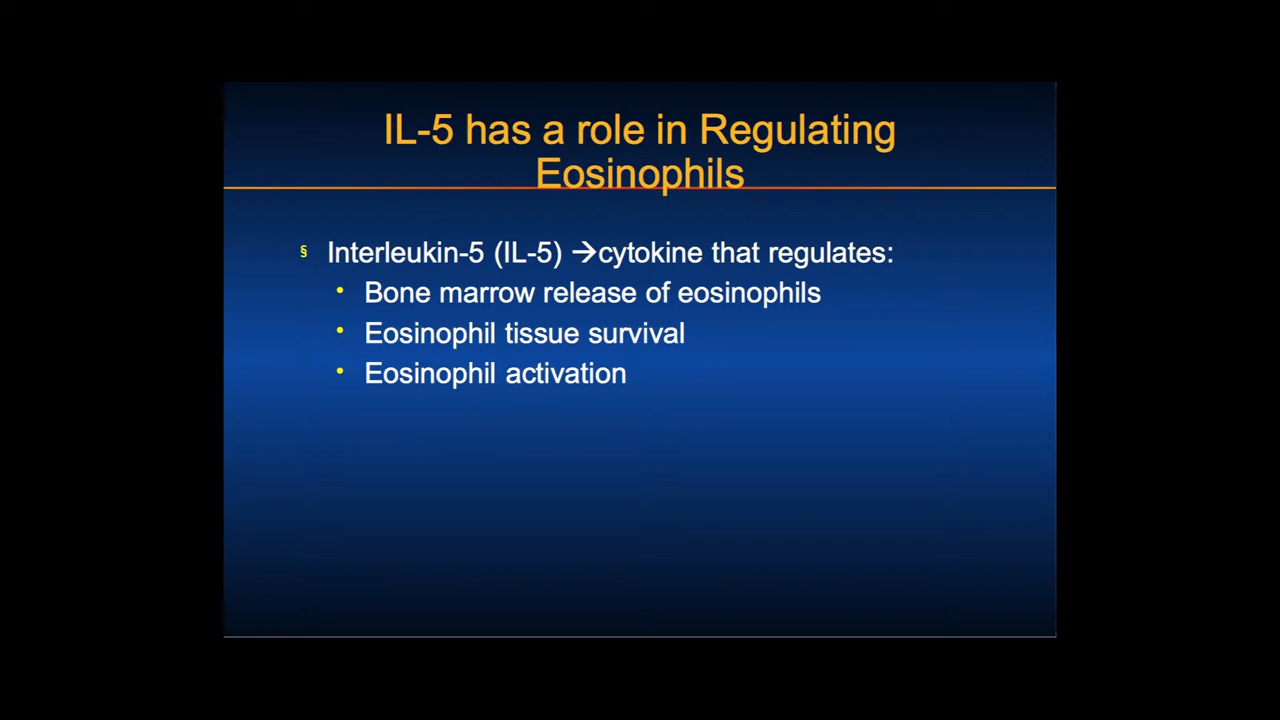 IL-5 has a role in Regulating
Eosinophils
§ Interleukin-5 (IL-5) →cytokine that regulates:
• Bone marrow release of eosinophils
• Eosinophil tissue survival
• Eosinophil activation